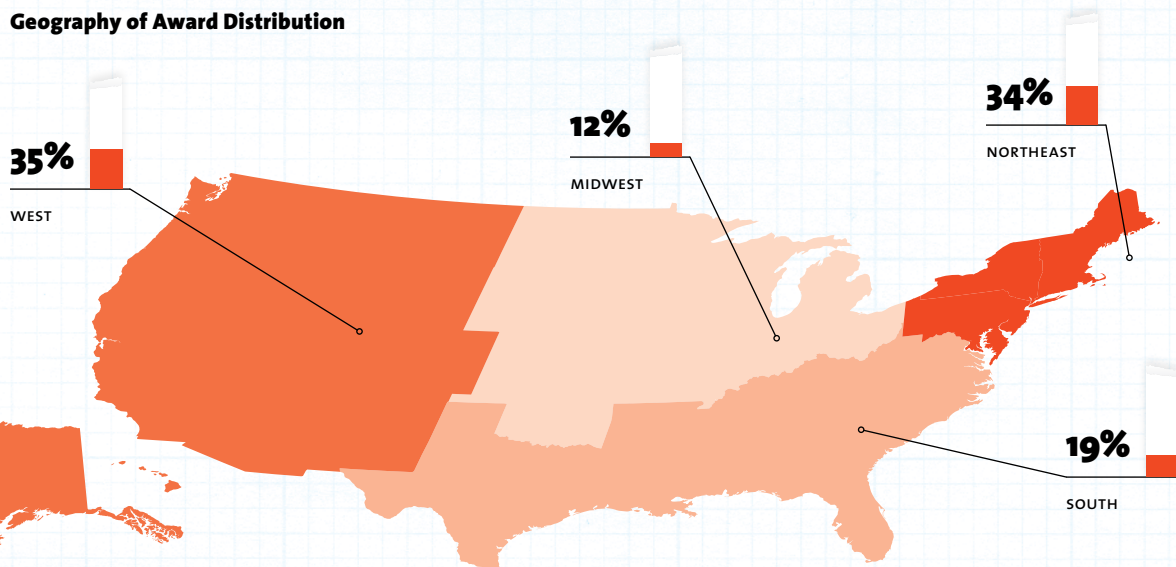 Geography of Award Distribution
35%
WEST
12%
MIDWEST
34%
NORTHEAST
19%
SOUTH